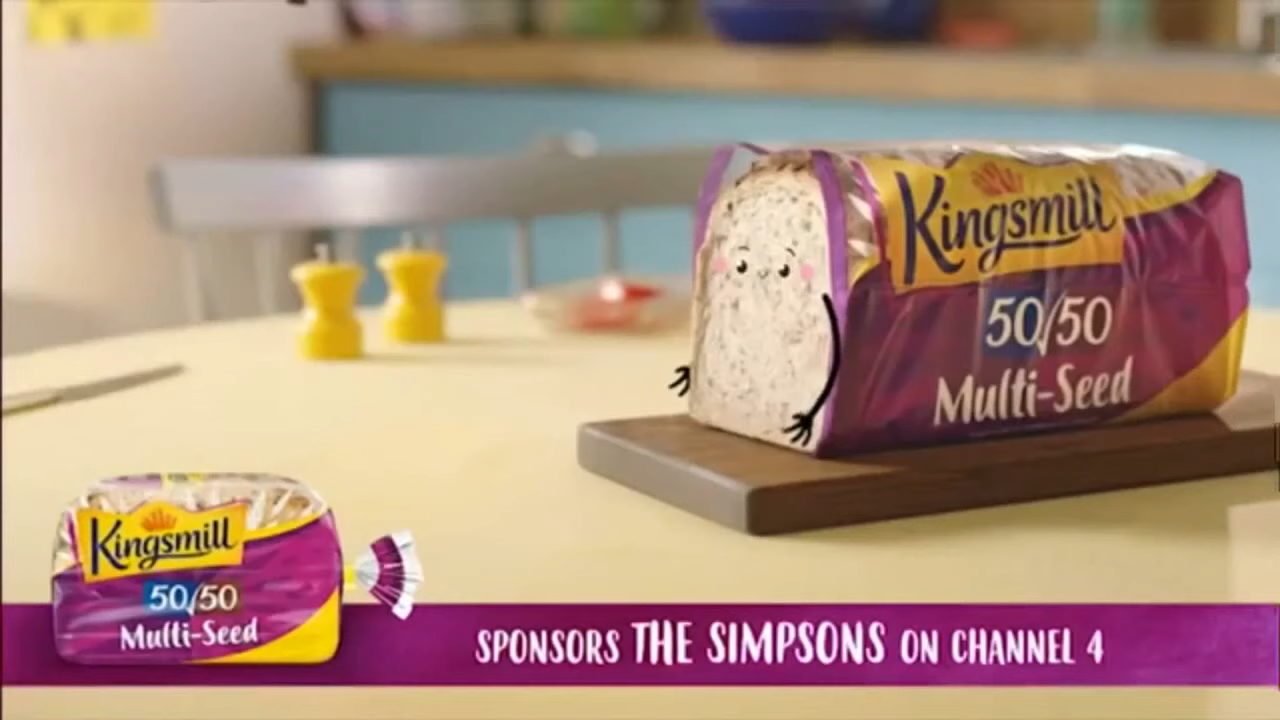 Kingsmill
50/50
Multi-Seed
Kingsmill
50/50
Multi-Seed
SPONSORS THE SIMPSONS ON CHANNEL 4